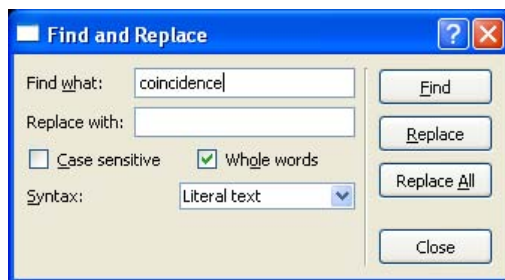 Find and Replace
Find what: coincidence
Find
Replace with:
Replace
Case sensitive Whole words
Replace All
Syntax: Literal text
Close